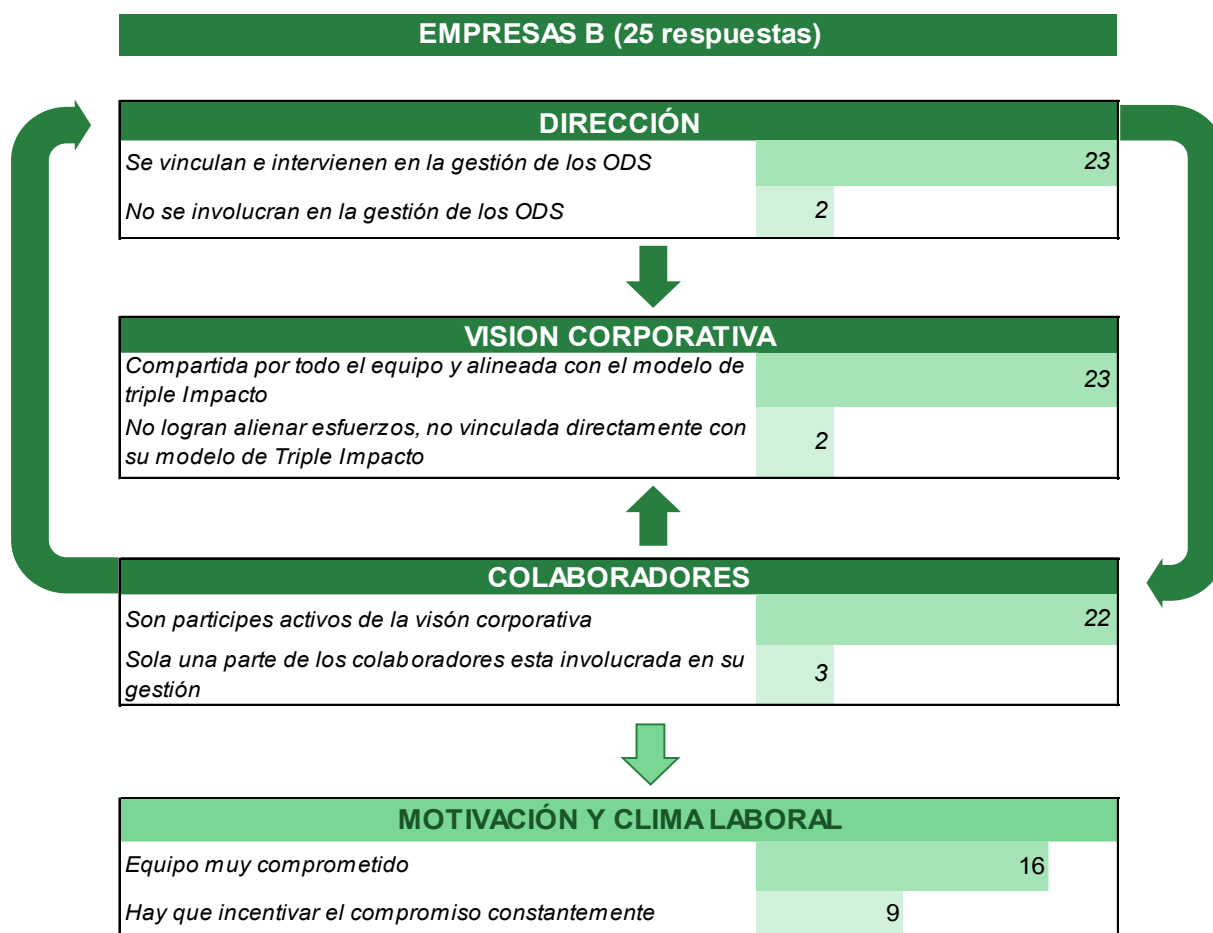 EMPRESAS B (25 respuestas)
DIRECCIÓN
Se vinculan e intervienen en la gestión de los ODS
23
No se involucran en la gestión de los ODS
2
VISION CORPORATIVA
Compartida por todo el equipo y alineada con el modelo de
triple Impacto
23
No logran alienar esfuerzos, no vinculada directamente con
su modelo de Triple Impacto
2
COLABORADORES
Son participes activos de la visón corporativa
22
Sola una parte de los colaboradores esta involucrada en su
gestión
3
MOTIVACIÓN Y CLIMA LABORAL
Equipo muy comprometido
16
Hay que incentivar el compromiso constantemente
9